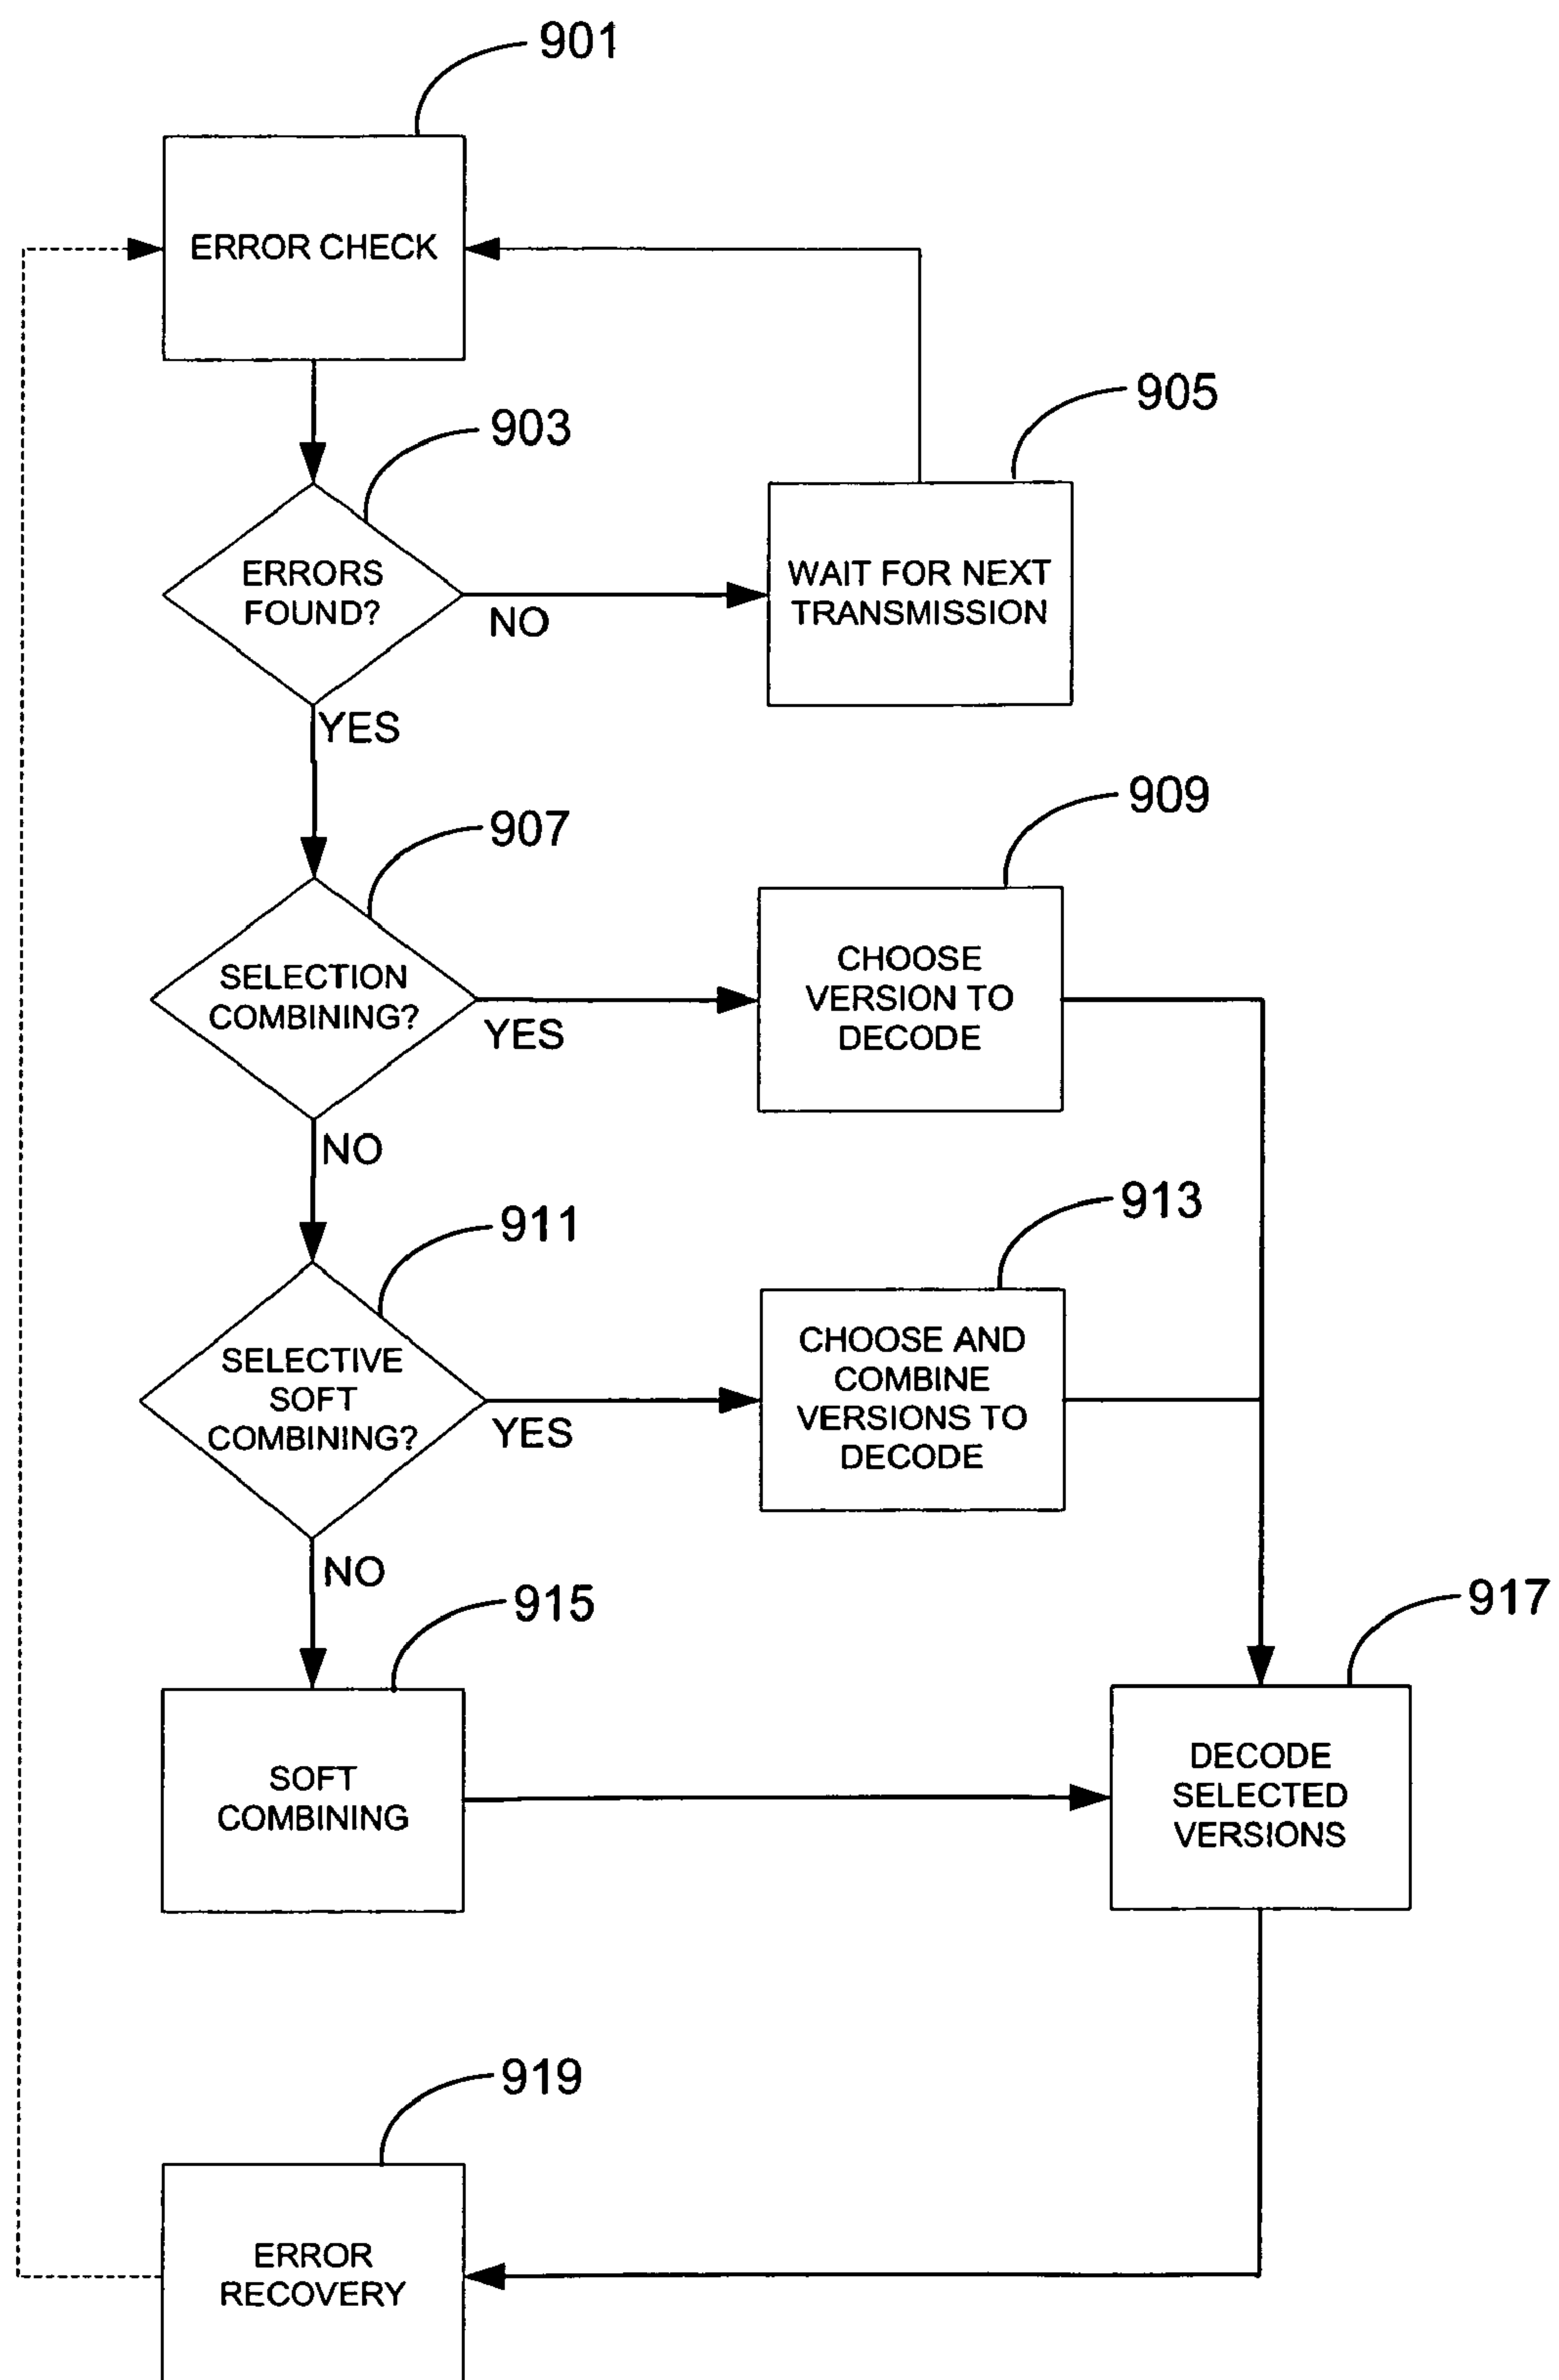 901
ERROR CHECK
903
905
ERRORS
FOUND?
NO
WAIT FOR NEXT
TRANSMISSION
YES
907
909
SELECTION
COMBINING?
YES
CHOOSE
VERSION TO
DECODE
NO
911
913
SELECTIVE
SOFT
COMBINING?
YES
CHOOSE AND
COMBINE
VERSIONS TO
DECODE
NO
915
917
SOFT
COMBINING
DECODE
SELECTED
VERSIONS
919
ERROR
RECOVERY